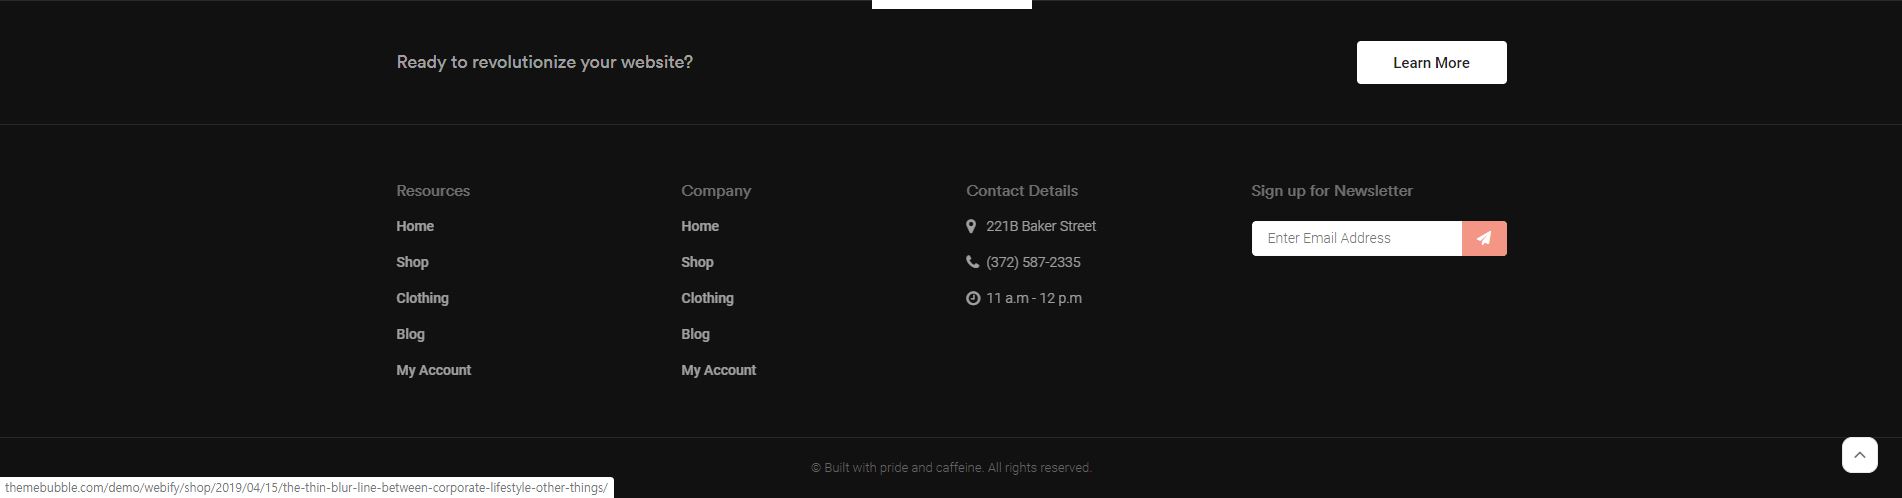 Ready to revolutionize your website?
Learn More
Resources
Home
Shop
Clothing
Blog
My Account
Company
Home
Shop
Clothing
Blog
My Account
Contact Details
221B Baker Street
(372) 587-2335
11 a.m - 12 p.m
Sign up for Newsletter
Enter Email Address
© Built with pride and caffeine. All rights reserved.
themebubble.com/demo/webify/shop/2019/04/15/the-thin-blur-line-between-corporate-lifestyle-other-things/